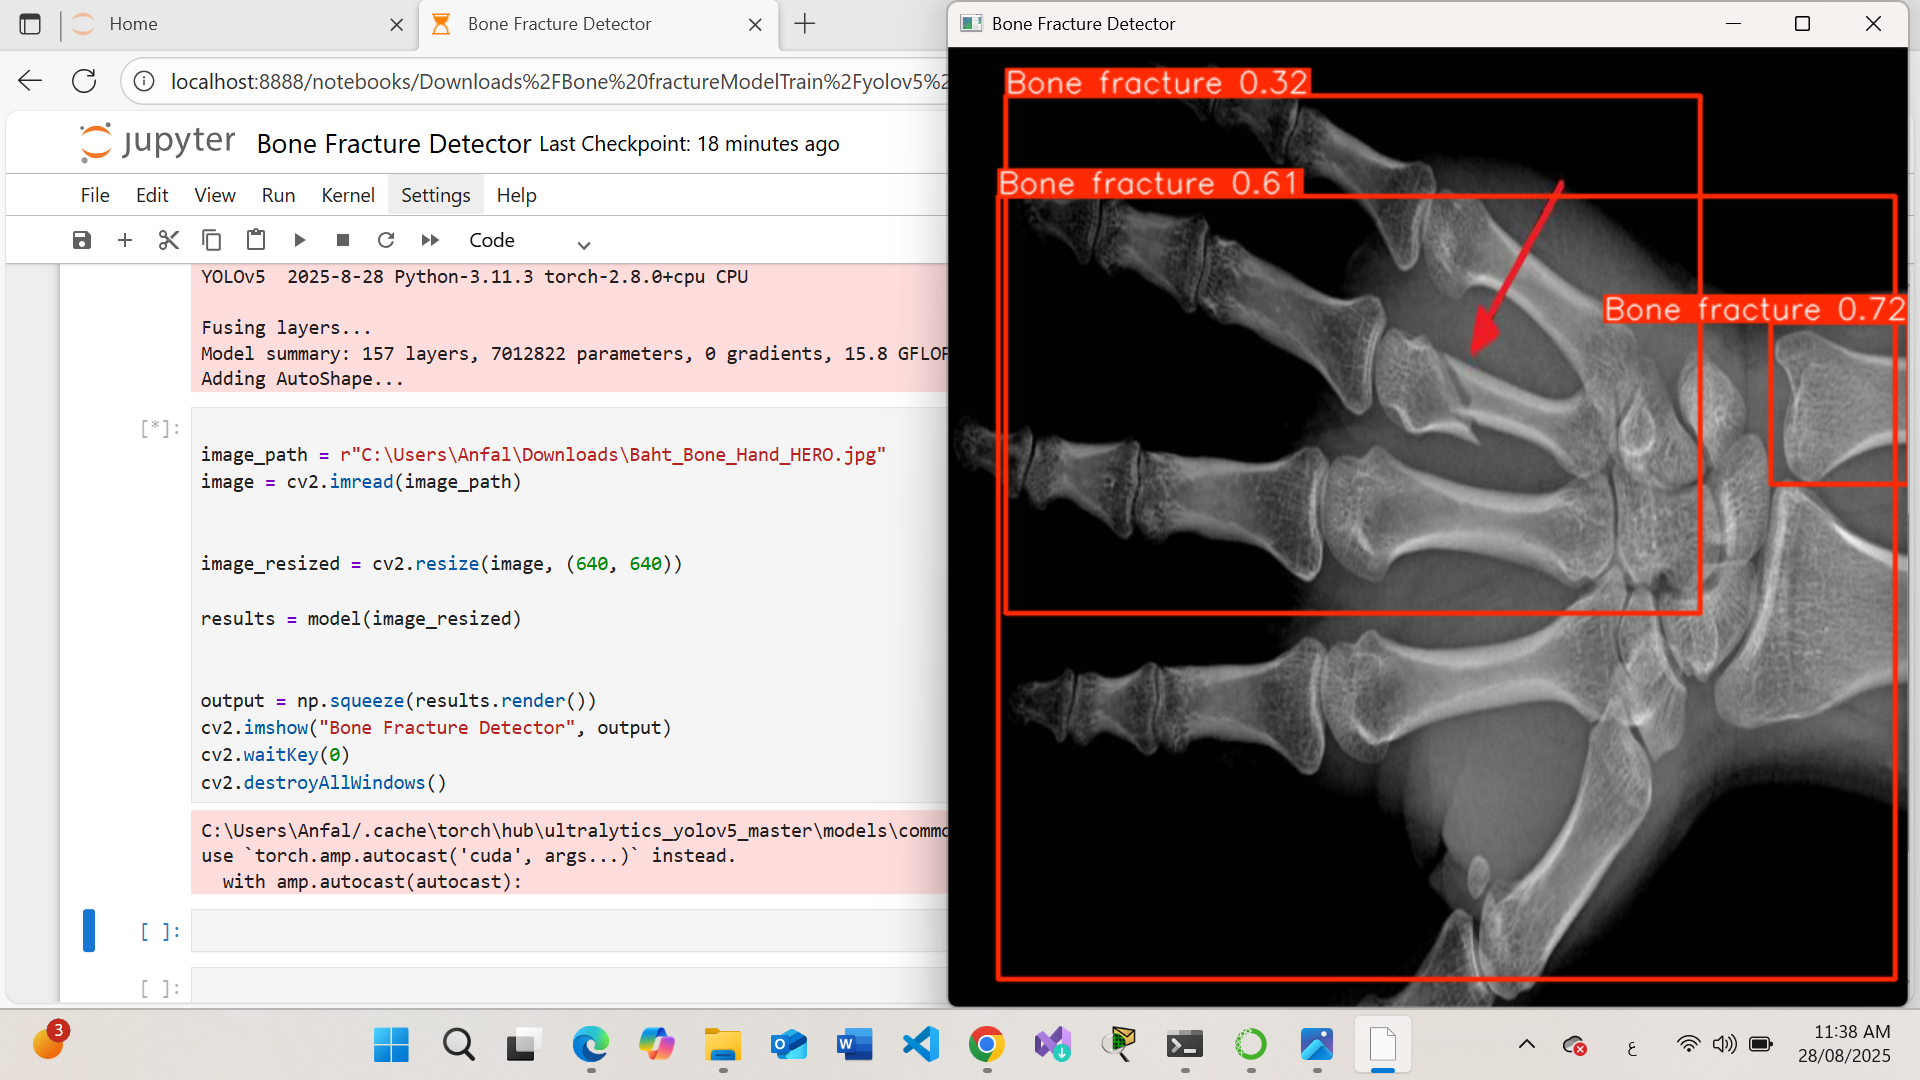 Home
Bone Fracture Detector
localhost:8888/notebooks/Downloads%2FBone%20fractureModelTrain%2Fyolov5%2
jupyter
Bone Fracture Detector Last Checkpoint: 18 minutes ago
File Edit View Run Kernel Settings Help
Code
YOLOv5  2025-8-28 Python-3.11.3 torch-2.8.0+cpu CPU
Fusing layers...
Model summary: 157 layers, 7012822 parameters, 0 gradients, 15.8 GFLOP
Adding AutoShape...
[*]:
image_path = r"C:\Users\Anfal\Downloads\Baht_Bone_Hand_HERO.jpg"
image = cv2.imread(image_path)
image_resized = cv2.resize(image, (640, 640))
results = model(image_resized)
output = np.squeeze(results.render())
cv2.imshow("Bone Fracture Detector", output)
cv2.waitKey(0)
cv2.destroyAllWindows()
C:\Users\Anfal/.cache\torch\hub\ultralytics_yolov5_master\models\commo
use `torch.amp.autocast('cuda', args...)` instead.
with amp.autocast(autocast):
[ ]:
[ ]:
Bone Fracture Detector
Bone fracture 0.32
Bone fracture 0.61
Bone fracture 0.72
3
ع
11:38 AM
28/08/2025